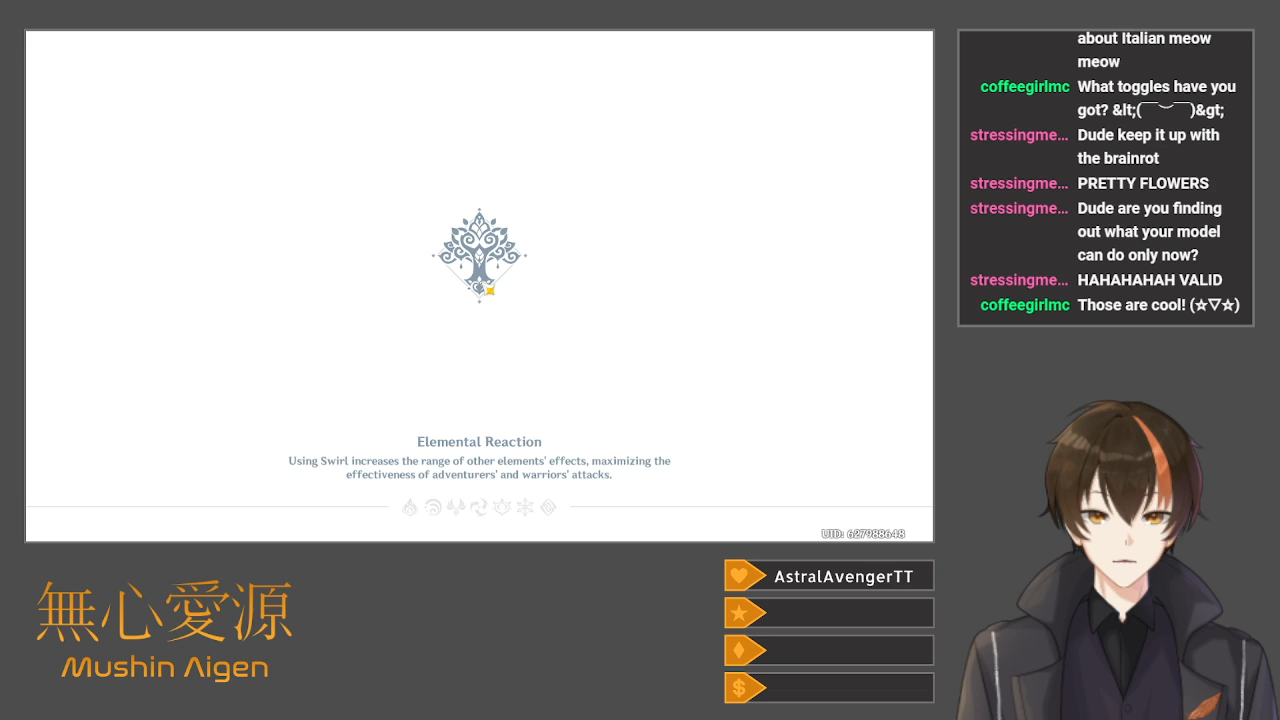 about Italian meow
meow
coffeegirlmc What toggles have you
got? &lt;(￣︶￣)&gt;
stressingme... Dude keep it up with
the brainrot
stressingme... PRETTY FLOWERS
stressingme... Dude are you finding
out what your model
can do only now?
stressingme... HAHAHAHAH VALID
coffeegirlmc Those are cool! (☆▽☆)
Elemental Reaction
Using Swirl increases the range of other elements' effects, maximizing the
effectiveness of adventurers' and warriors' attacks.
UID: 627988648
AstralAvengerTT
無心愛源
Mushin Aigen